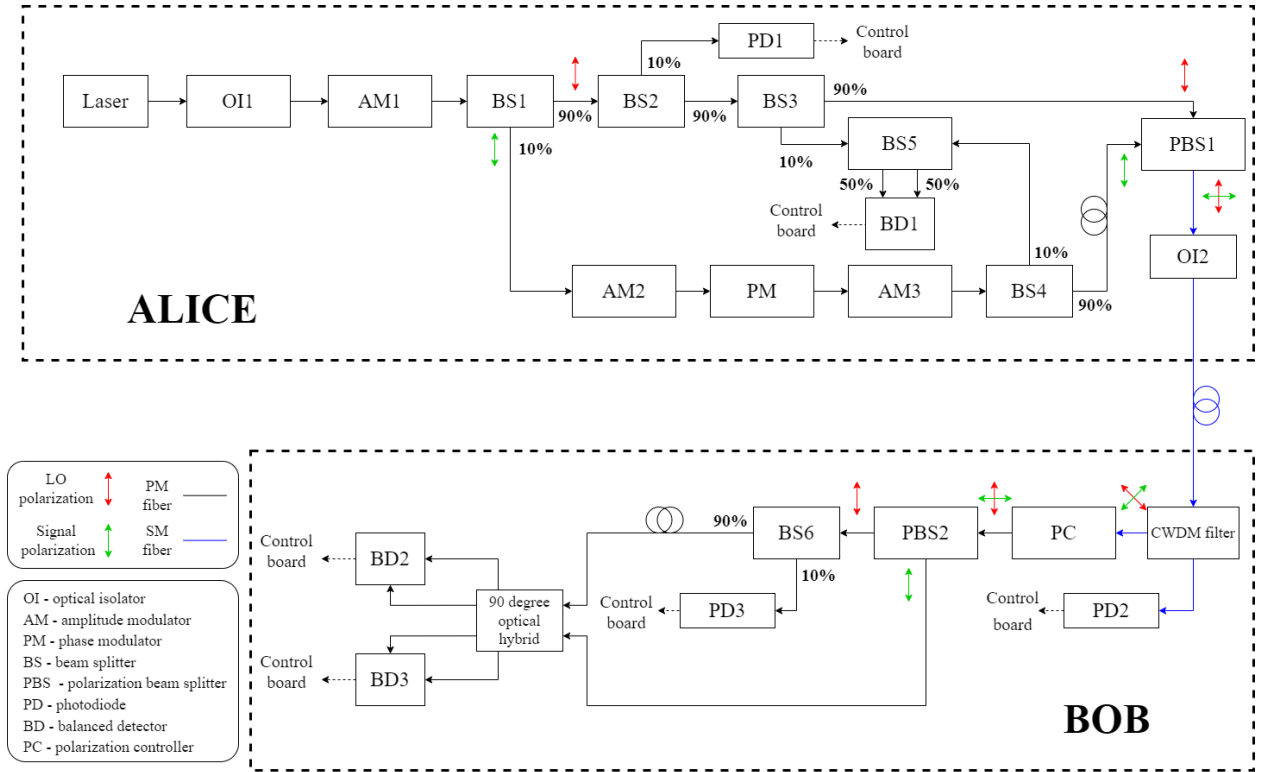 PD1
Control
board
10%
Laser
OI1
AM1
BS1
90%
BS2
90%
BS3
90%
10%
10%
BS5
PBS1
50%
50%
Control
board
BD1
10%
OI2
ALICE
AM2
PM
AM3
BS4
90%
LO
polarization
PM
fiber
Signal
polarization
SM
fiber
OI - optical isolator
AM - amplitude modulator
PM - phase modulator
BS - beam splitter
PBS - polarization beam splitter
PD - photodiode
BD - balanced detector
PC - polarization controller
Control
board
BD2
90%
BS6
PBS2
PC
CWDM filter
10%
90 degree
optical
hybrid
Control
board
PD3
Control
board
PD2
Control
board
BD3
BOB